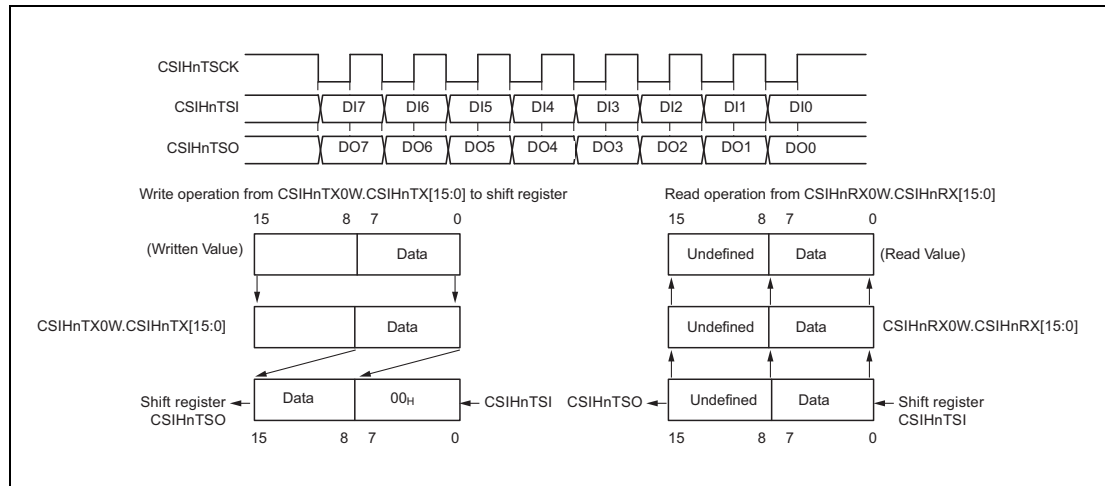 CSIHnTSCK
CSIHnTSI DI7 DI6 DI5 DI4 DI3 DI2 DI1 DI0
CSIHnTSO DO7 DO6 DO5 DO4 DO3 DO2 DO1 DO0
Write operation from CSIHnTX0W.CSIHnTX[15:0] to shift register
15 8 7 0
(Written Value) Data
CSIHnTX0W.CSIHnTX[15:0] Data
Shift register
CSIHnTSO
Data 00H CSIHnTSI
15 8 7 0
Read operation from CSIHnRX0W.CSIHnRX[15:0]
15 8 7 0
Undefined Data (Read Value)
Undefined Data CSIHnRX0W.CSIHnRX[15:0]
CSIHnTSO Undefined Data Shift register
CSIHnTSI
15 8 7 0